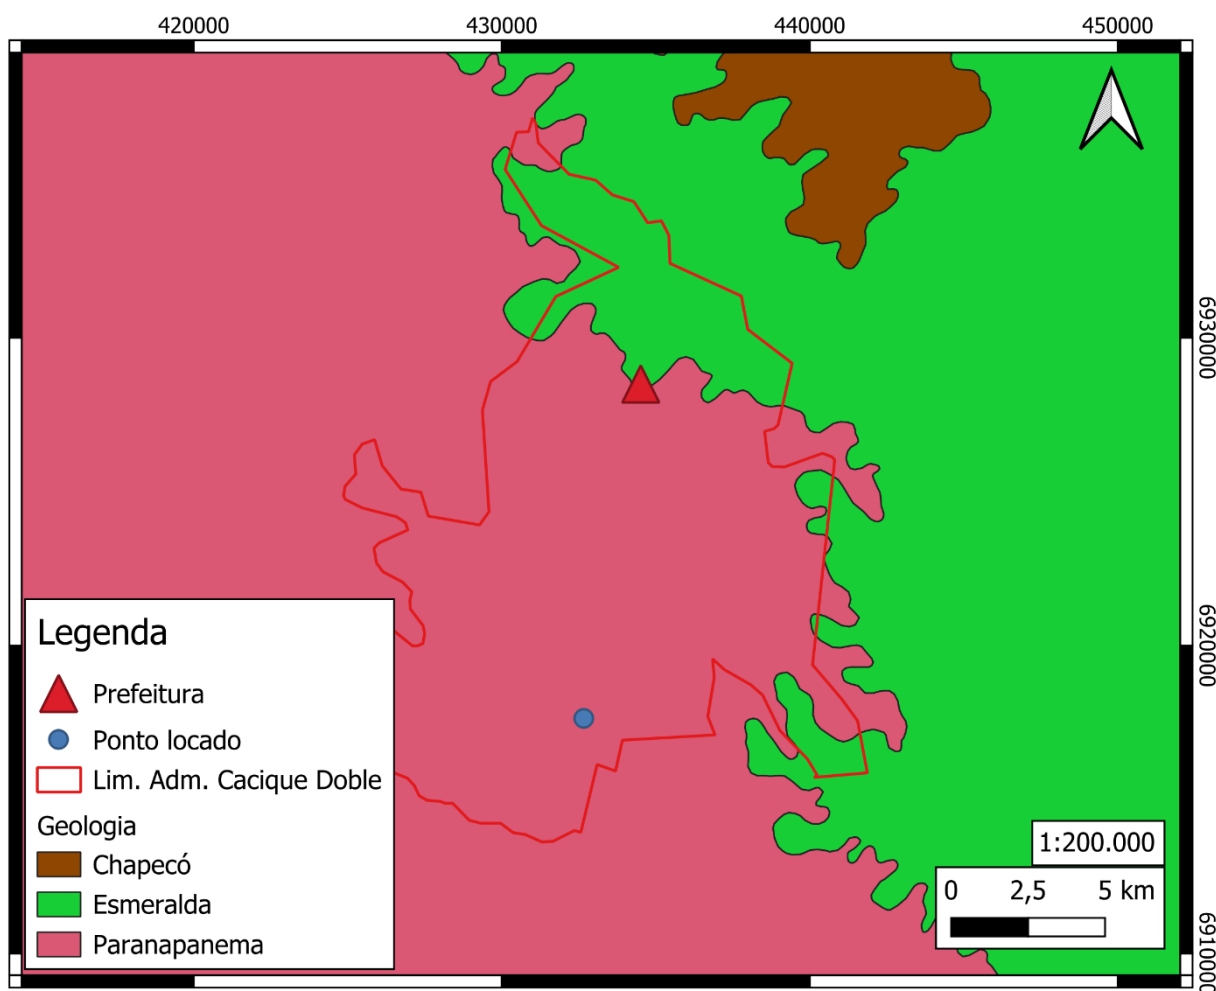 420000 430000 440000 450000
6930000
6920000
6910000
Legenda
Prefeitura
Ponto locado
Lim. Adm. Cacique Doble
Geologia
Chapecó
Esmeralda
Paranapanema
1:200.000
0 2,5 5 km